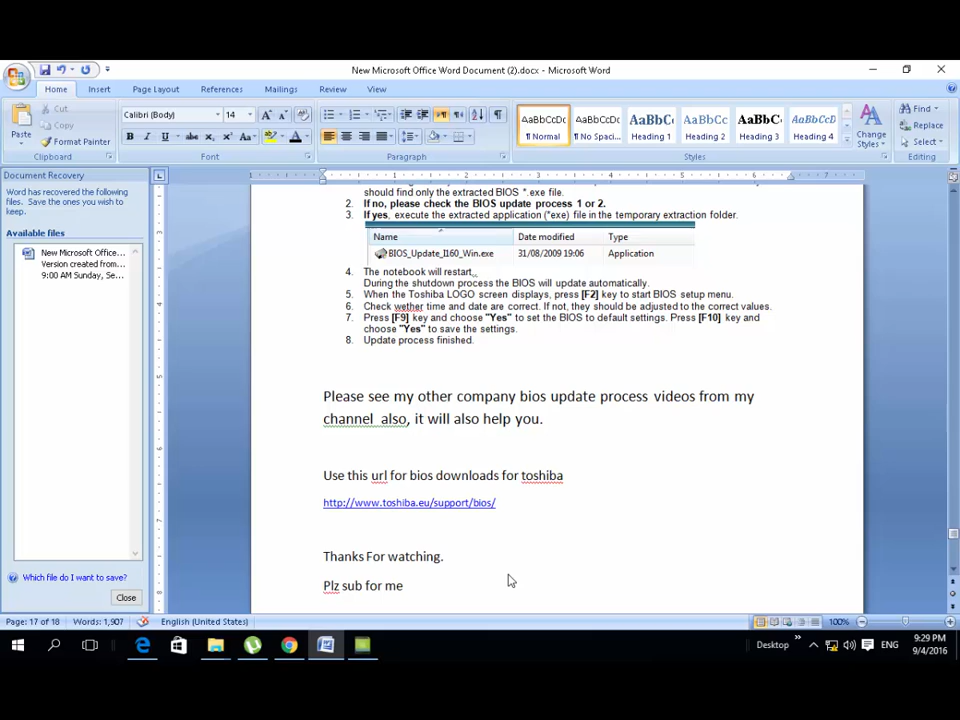 New Microsoft Office Word Document (2).docx - Microsoft Word
Home Insert Page Layout References Mailings Review View
Paste
Cut
Copy
Format Painter
Clipboard
Calibri (Body) 14
Font
Paragraph
AaBbCcDc AaBbCcDc AaBbC AaBbCc AaBbC AaBbCcI
¶ Normal ¶ No Spaci... Heading 1 Heading 2 Heading 3 Heading 4
Change Styles
Styles
Find
Replace
Select
Editing
Document Recovery
Word has recovered the following
files. Save the ones you wish to
keep.
Available files
New Microsoft Office...
Version created from...
9:00 AM Sunday, Se...
Which file do I want to save?
Close
should find only the extracted BIOS *.exe file.
2. If no, please check the BIOS update process 1 or 2.
3. If yes, execute the extracted application (*exe) file in the temporary extraction folder.
Name Date modified Type
BIOS_Update_I160_Win.exe 31/08/2009 19:06 Application
4. The notebook will restart,
During the shutdown process the BIOS will update automatically.
5. When the Toshiba LOGO screen displays, press [F2] key to start BIOS setup menu.
6. Check wether time and date are correct. If not, they should be adjusted to the correct values.
7. Press [F9] key and choose "Yes" to set the BIOS to default settings. Press [F10] key and
choose "Yes" to save the settings.
8. Update process finished.
Please see my other company bios update process videos from my
channel also, it will also help you.
Use this url for bios downloads for toshiba
http://www.toshiba.eu/support/bios/
Thanks For watching.
Plz sub for me
Page: 17 of 18 Words: 1,907 English (United States) 100%
Desktop ENG 9:29 PM
9/4/2016